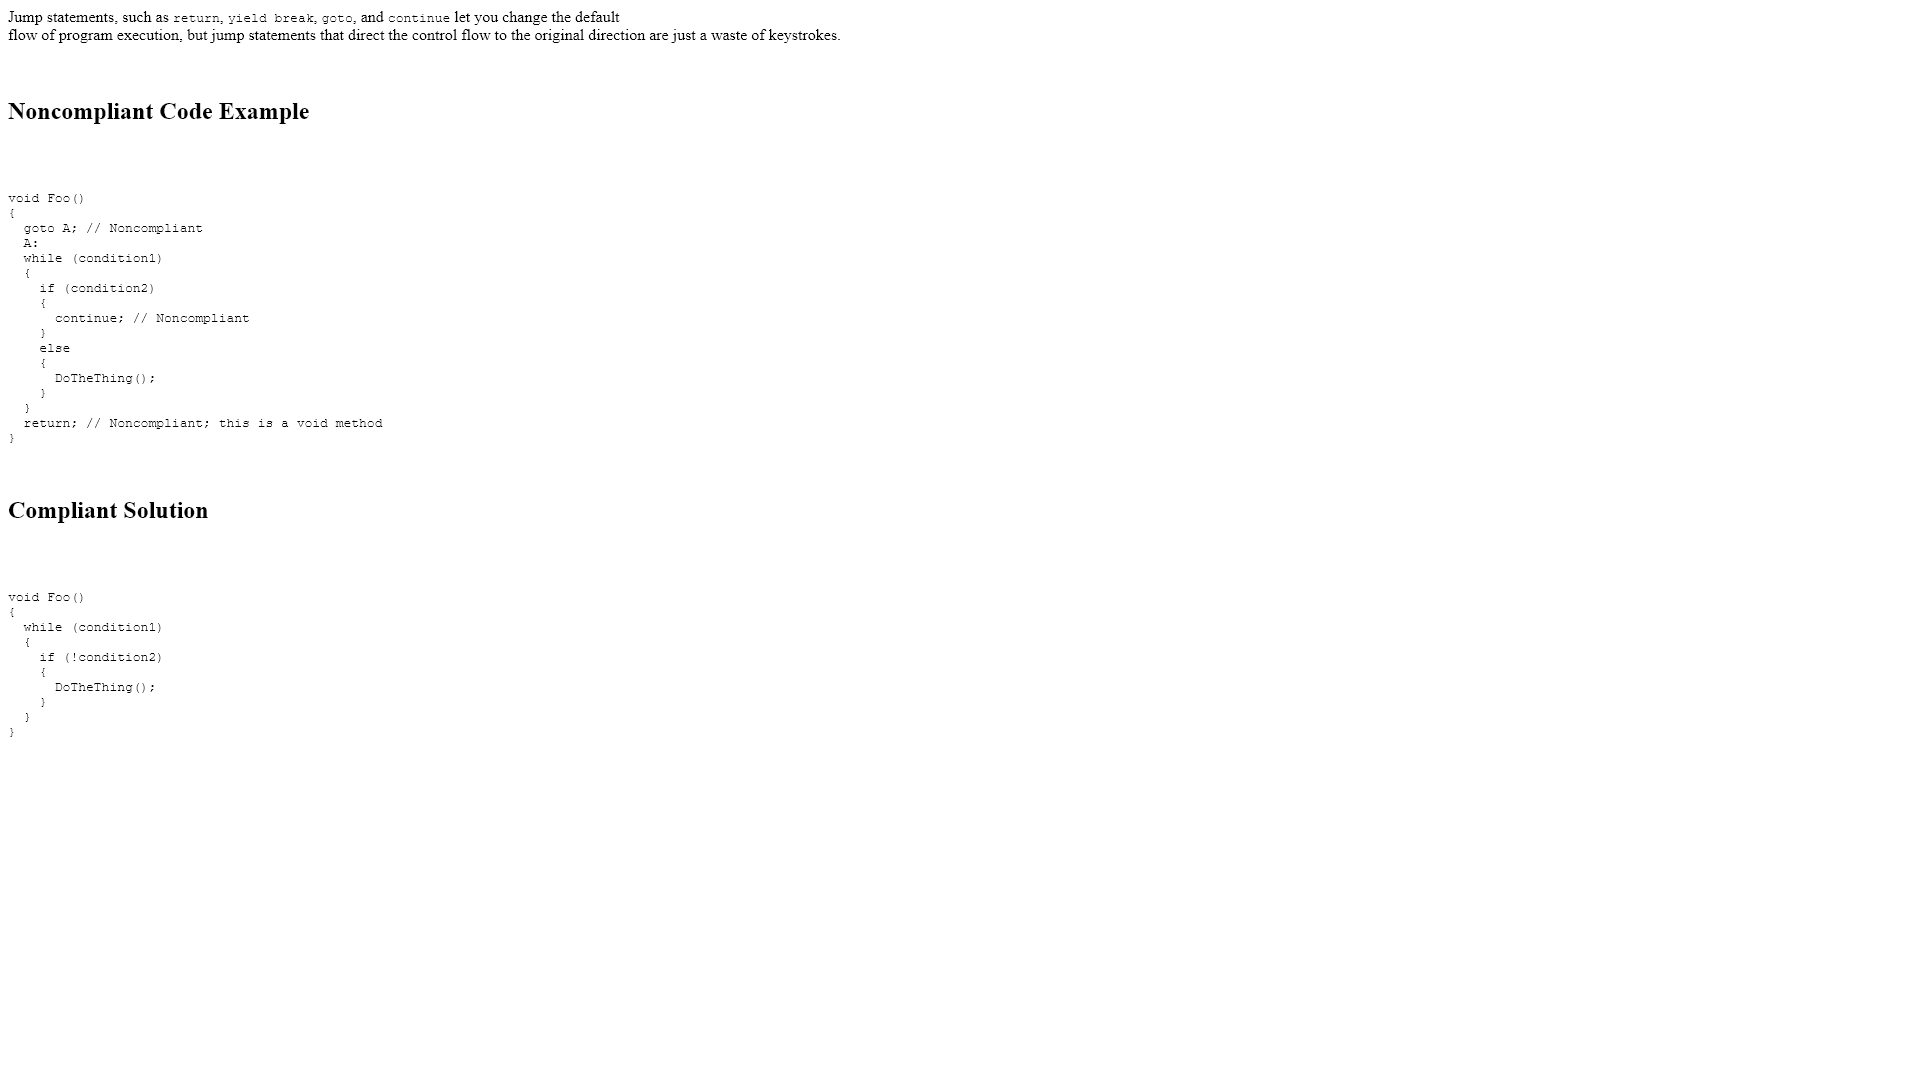 Jump statements, such as return, yield break, goto, and continue let you change the default
flow of program execution, but jump statements that direct the control flow to the original direction are just a waste of keystrokes.
Noncompliant Code Example
void Foo()
{
  goto A; // Noncompliant
  A:
  while (condition1)
  {
    if (condition2)
    {
      continue; // Noncompliant
    }
    else
    {
      DoTheThing();
    }
  }
  return; // Noncompliant; this is a void method
}
Compliant Solution
void Foo()
{
  while (condition1)
  {
    if (!condition2)
    {
      DoTheThing();
    }
  }
}